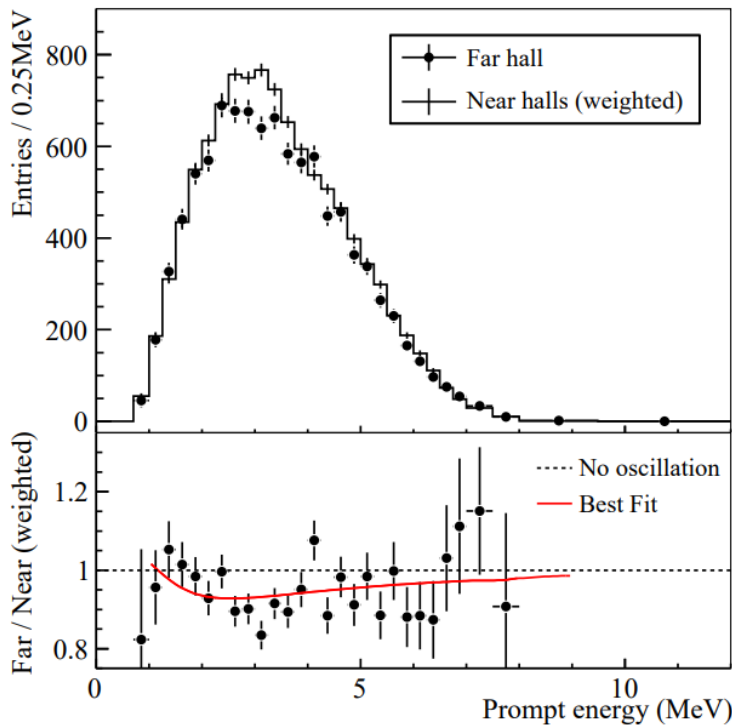 Entries / 0.25MeV
800
600
400
200
0
Far hall
Near halls (weighted)
Far / Near (weighted)
1.2
1
0.8
No oscillation
Best Fit
0
5
10
Prompt energy (MeV)